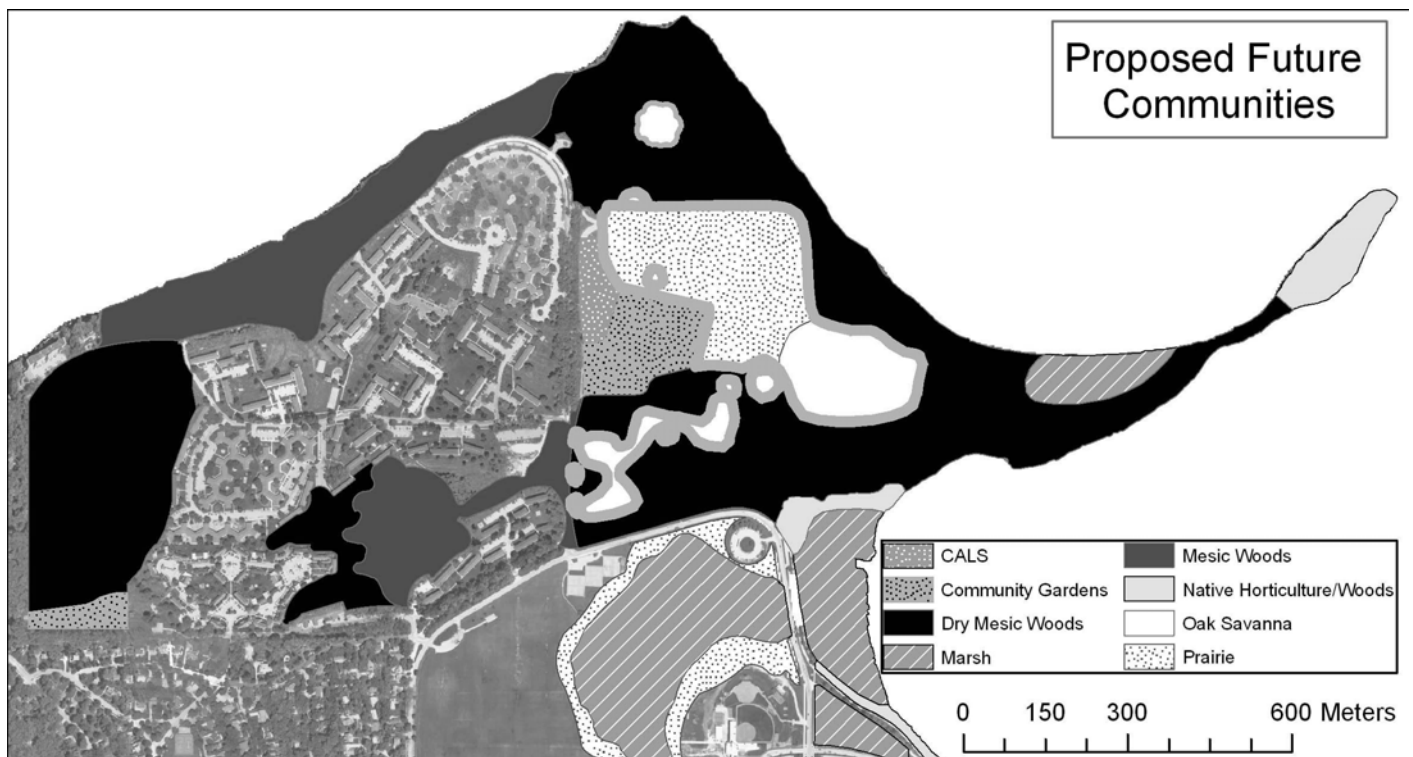 Proposed Future
Communities
CALS
Community Gardens
Dry Mesic Woods
Marsh
Mesic Woods
Native Horticulture/Woods
Oak Savanna
Prairie
0 150 300 600 Meters